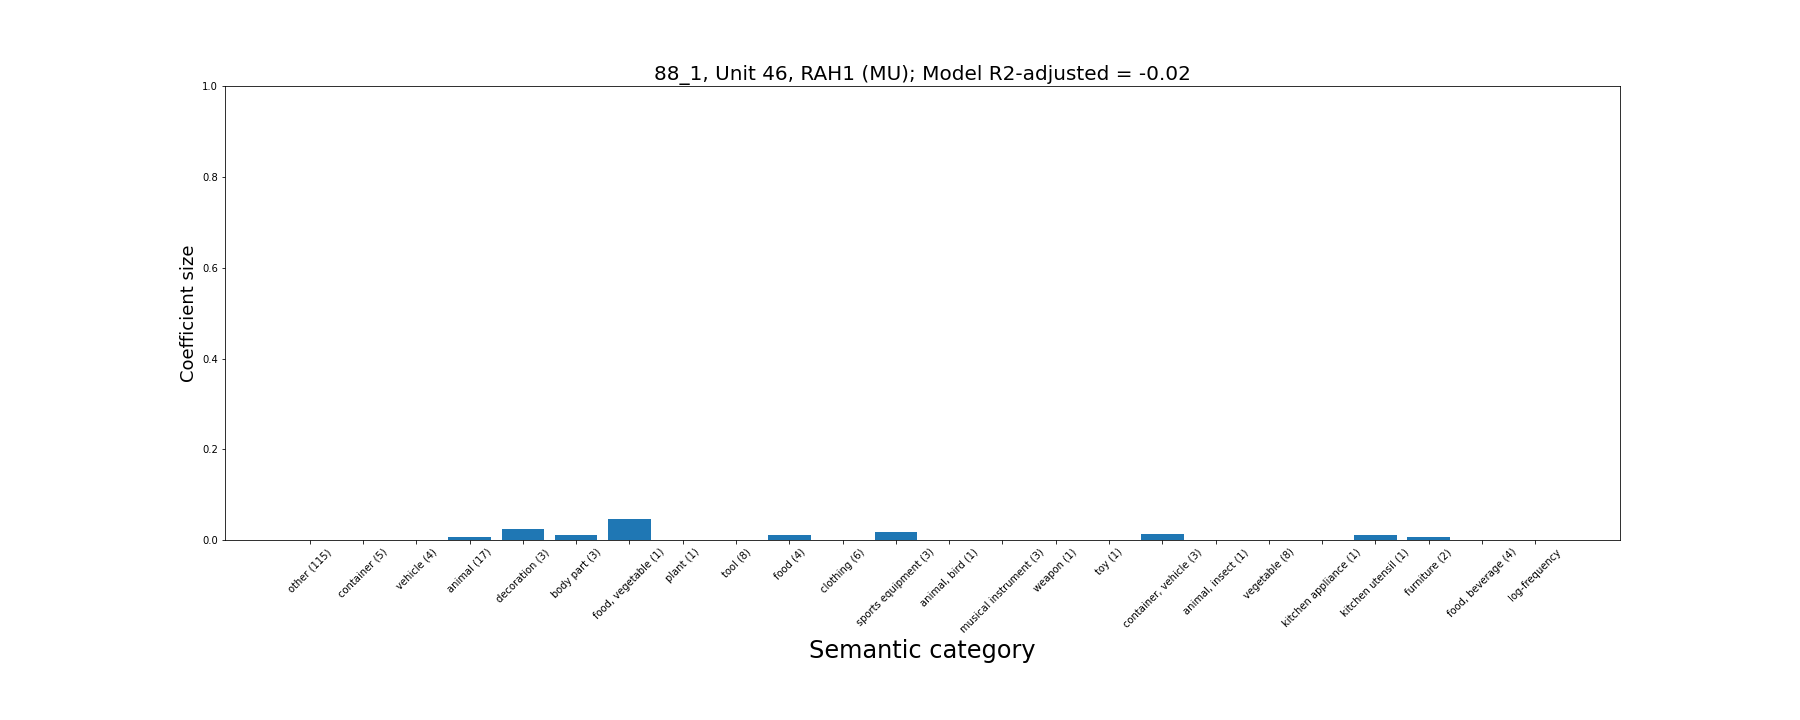 88_1, Unit 46, RAH1 (MU); Model R2-adjusted = -0.02
1.0
0.8
0.6
0.4
0.2
0.0
Coefficient size
other (115)
container (5)
vehicle (4)
animal (17)
decoration (3)
body part (3)
food, vegetable (1)
plant (1)
tool (8)
food (4)
clothing (6)
sports equipment (3)
animal, bird (1)
musical instrument (3)
weapon (1)
toy (1)
container, vehicle (3)
animal, insect (1)
vegetable (8)
kitchen appliance (1)
kitchen utensil (1)
furniture (2)
food, beverage (4)
log-frequency
Semantic category